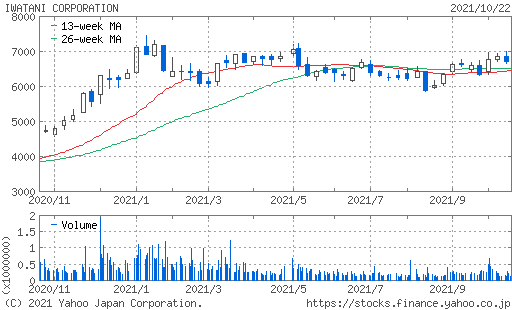 IWATANI CORPORATION 2021/10/22
8000
7000
6000
5000
4000
3000
13-week MA
26-week MA
2020/11 2021/1 2021/3 2021/5 2021/7 2021/9
2
1.5
1
0.5
0
(x1000000)
Volume
2020/11 2021/1 2021/3 2021/5 2021/7 2021/9
(C) 2021 Yahoo Japan Corporation. https://stocks.finance.yahoo.co.jp/